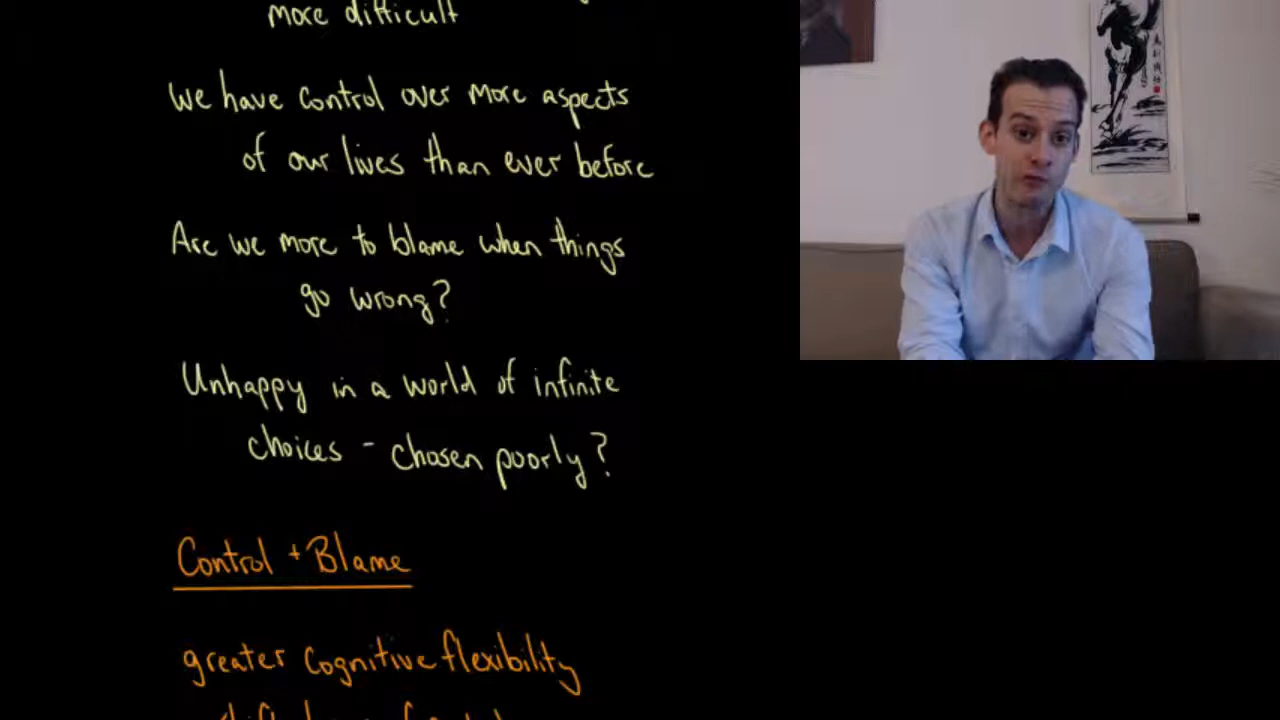 more difficult
We have control over more aspects
of our lives than ever before
Are we more to blame when things
go wrong?
Unhappy in a world of infinite
choices - chosen poorly?
Control + Blame
greater cognitive flexibility